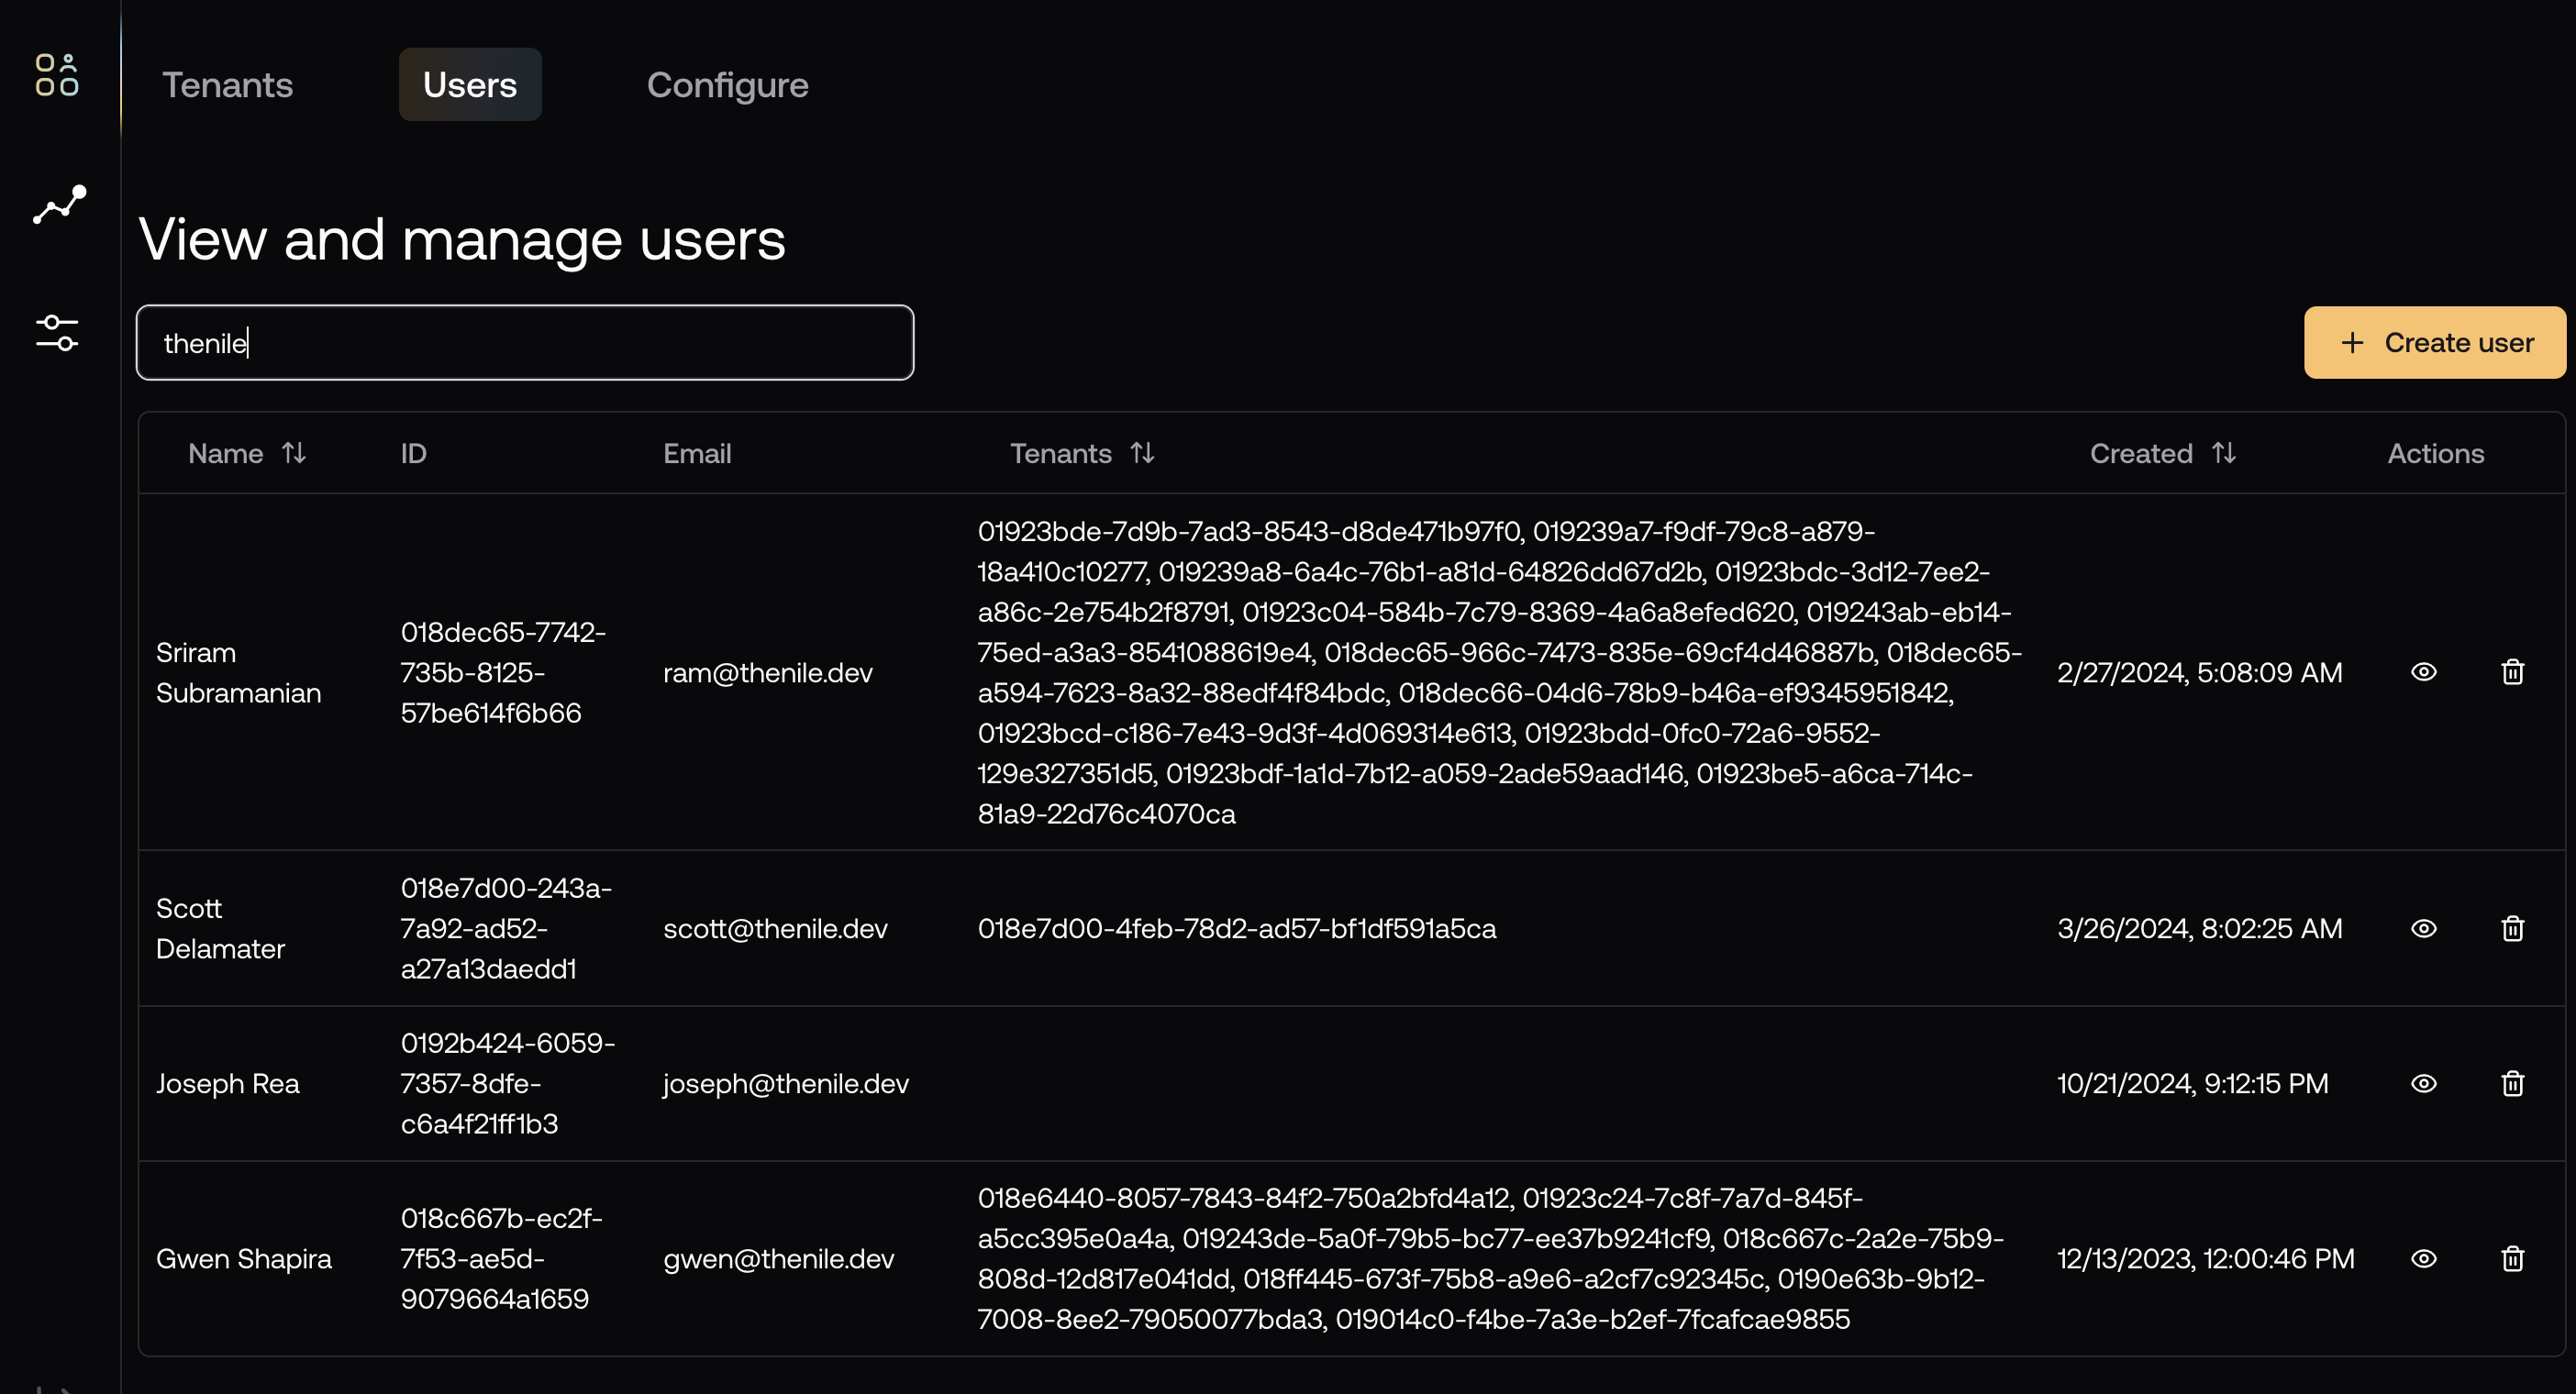 Tenants Users Configure
View and manage users
thenile
+ Create user
Name ID Email Tenants Created Actions
Sriram
Subramanian
018dec65-7742-
735b-8125-
57be614f6b66
ram@thenile.dev
01923bde-7d9b-7ad3-8543-d8de471b97f0, 019239a7-f9df-79c8-a879-
18a410c10277, 019239a8-6a4c-76b1-a81d-64826dd67d2b, 01923bdc-3d12-7ee2-
a86c-2e754b2f8791, 01923c04-584b-7c79-8369-4a6a8efed620, 019243ab-eb14-
75ed-a3a3-8541088619e4, 018dec65-966c-7473-835e-69cf4d46887b, 018dec65-
a594-7623-8a32-88edf4f84bdc, 018dec66-04d6-78b9-b46a-ef9345951842,
01923bcd-c186-7e43-9d3f-4d069314e613, 01923bdd-0fc0-72a6-9552-
129e327351d5, 01923bdf-1a1d-7b12-a059-2ade59aad146, 01923be5-a6ca-714c-
81a9-22d76c4070ca
2/27/2024, 5:08:09 AM
Scott
Delamater
018e7d00-243a-
7a92-ad52-
a27a13daedd1
scott@thenile.dev
018e7d00-4feb-78d2-ad57-bf1df591a5ca
3/26/2024, 8:02:25 AM
Joseph Rea
0192b424-6059-
7357-8dfe-
c6a4f21ff1b3
joseph@thenile.dev
10/21/2024, 9:12:15 PM
Gwen Shapira
018c667b-ec2f-
7f53-ae5d-
9079664a1659
gwen@thenile.dev
018e6440-8057-7843-84f2-750a2bfd4a12, 01923c24-7c8f-7a7d-845f-
a5cc395e0a4a, 019243de-5a0f-79b5-bc77-ee37b9241cf9, 018c667c-2a2e-75b9-
808d-12d817e041dd, 018ff445-673f-75b8-a9e6-a2cf7c92345c, 0190e63b-9b12-
7008-8ee2-79050077bda3, 019014c0-f4be-7a3e-b2ef-7fcafcae9855
12/13/2023, 12:00:46 PM